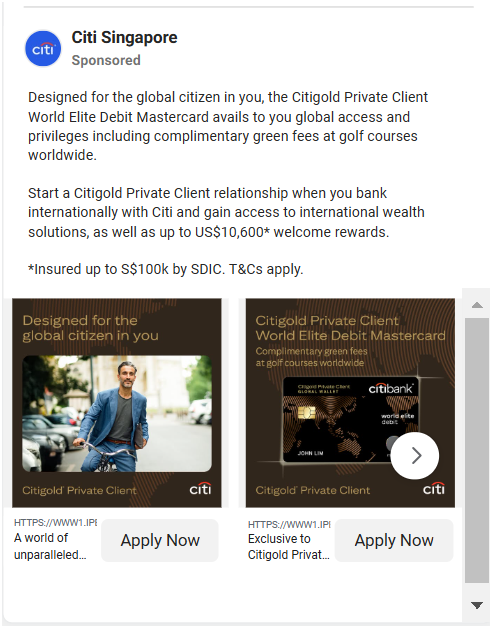 citi
Citi Singapore
Sponsored
Designed for the global citizen in you, the Citigold Private Client
World Elite Debit Mastercard avails to you global access and
privileges including complimentary green fees at golf courses
worldwide.
Start a Citigold Private Client relationship when you bank
internationally with Citi and gain access to international wealth
solutions, as well as up to US$10,600* welcome rewards.
*Insured up to S$100k by SDIC. T&Cs apply.
Designed for the
global citizen in you
Citigold® Private Client
citi
HTTPS://WWW1.IPI
A world of
unparalleled…
Apply Now
Citigold Private Client
World Elite Debit Mastercard
Complimentary green fees
at golf courses worldwide
Citigold Private Client
GLOBAL WALLET
citibank
world elite
debit
JOHN LIM
Citigold® Private Client
citi
HTTPS://WWW1.IPI
Exclusive to
Citigold Privat…
Apply Now